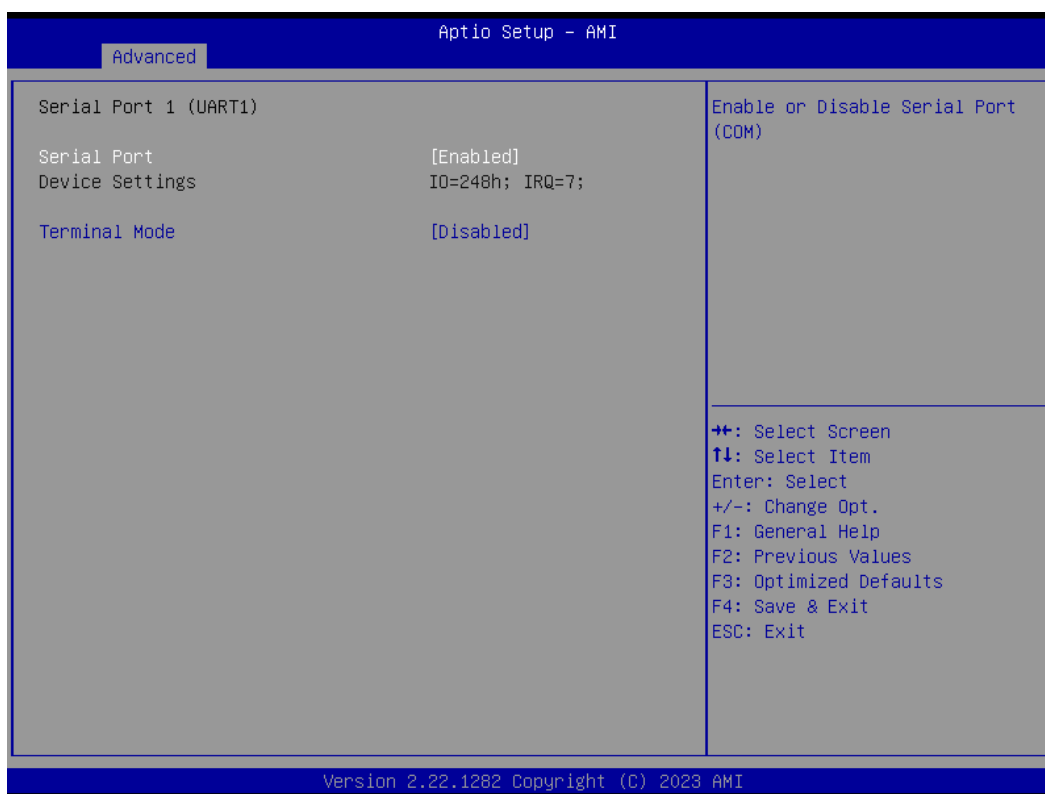 Aptio Setup – AMI
Advanced
Serial Port 1 (UART1)
Serial Port [Enabled]
Device Settings IO=248h; IRQ=7;
Terminal Mode [Disabled]
Enable or Disable Serial Port
(COM)
→←: Select Screen
↑↓: Select Item
Enter: Select
+/-: Change Opt.
F1: General Help
F2: Previous Values
F3: Optimized Defaults
F4: Save & Exit
ESC: Exit
Version 2.22.1282 Copyright (C) 2023 AMI